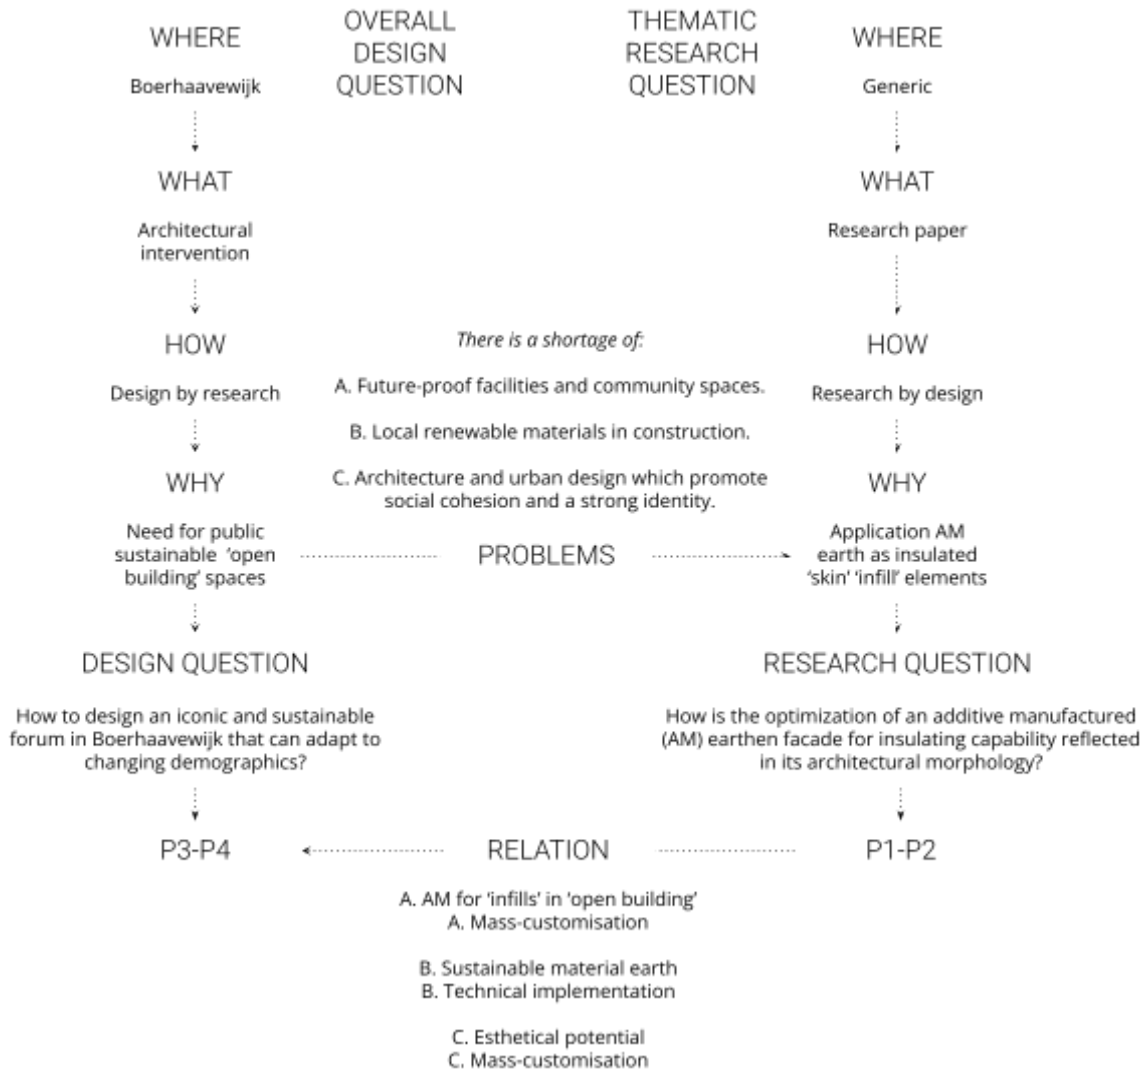 WHERE
Boerhaavewijk
WHAT
Architectural
intervention
HOW
Design by research
WHY
Need for public
sustainable ‘open
building’ spaces
DESIGN QUESTION
How to design an iconic and sustainable
forum in Boerhaavewijk that can adapt to
changing demographics?
P3-P4
OVERALL
DESIGN
QUESTION
THEMATIC
RESEARCH
QUESTION
There is a shortage of:
A. Future-proof facilities and community spaces.
B. Local renewable materials in construction.
C. Architecture and urban design which promote
social cohesion and a strong identity.
PROBLEMS
RELATION
A. AM for ‘infills’ in ‘open building’
A. Mass-customisation
B. Sustainable material earth
B. Technical implementation
C. Esthetical potential
C. Mass-customisation
WHERE
Generic
WHAT
Research paper
HOW
Research by design
WHY
Application AM
earth as insulated
‘skin’ ‘infill’ elements
RESEARCH QUESTION
How is the optimization of an additive manufactured
(AM) earthen facade for insulating capability reflected
in its architectural morphology?
P1-P2